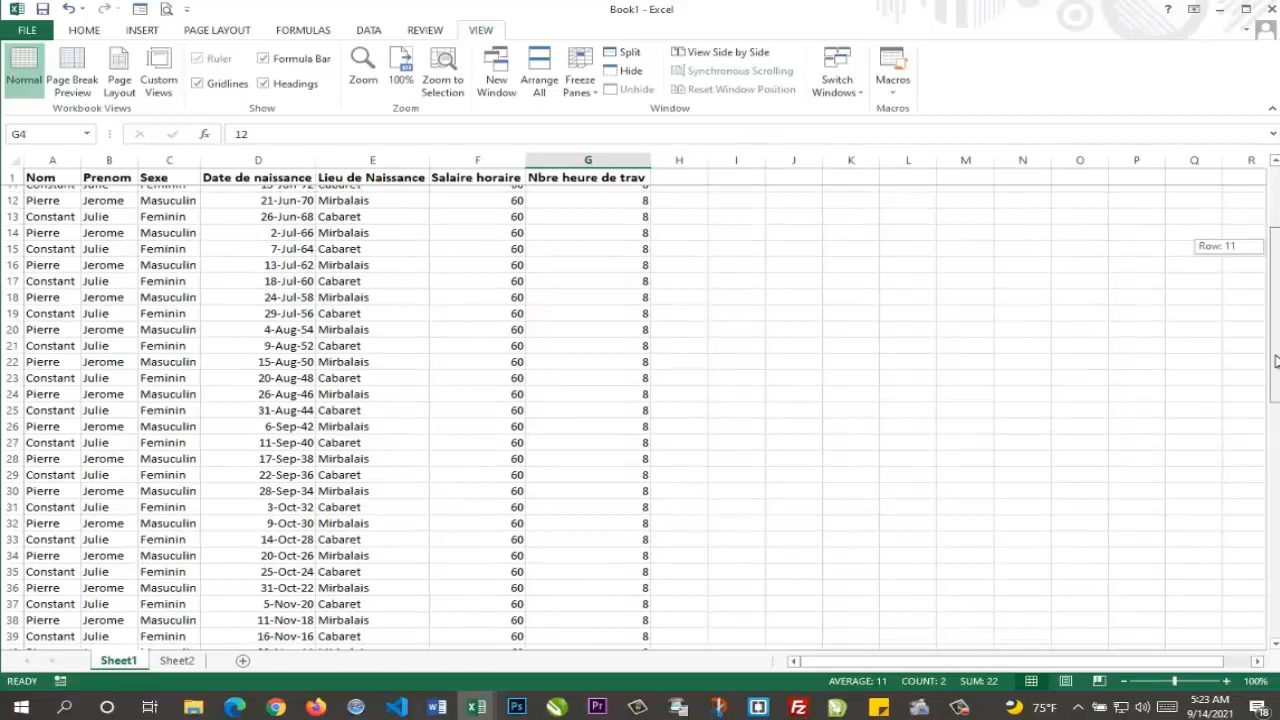 Book1 - Excel
FILE HOME INSERT PAGE LAYOUT FORMULAS DATA REVIEW VIEW
Normal Page Break Preview Page Layout Custom Views
Workbook Views
Ruler Formula Bar
Gridlines Headings
Show
Zoom 100% Zoom to Selection
Zoom
New Window Arrange All Freeze Panes
Split
Hide
Unhide
View Side by Side
Synchronous Scrolling
Reset Window Position
Switch Windows
Window
Macros
Macros
G4 fx 12
A B C D E F G H I J K L M N O P Q R
1 Nom Prenom Sexe Date de naissance Lieu de Naissance Salaire horaire Nbre heure de trav
12 Pierre Jerome Masuculin 21-Jun-70 Mirbalais 60 8
13 Constant Julie Feminin 26-Jun-68 Cabaret 60 8
14 Pierre Jerome Masuculin 2-Jul-66 Mirbalais 60 8
15 Constant Julie Feminin 7-Jul-64 Cabaret 60 8
16 Pierre Jerome Masuculin 13-Jul-62 Mirbalais 60 8
17 Constant Julie Feminin 18-Jul-60 Cabaret 60 8
18 Pierre Jerome Masuculin 24-Jul-58 Mirbalais 60 8
19 Constant Julie Feminin 29-Jul-56 Cabaret 60 8
20 Pierre Jerome Masuculin 4-Aug-54 Mirbalais 60 8
21 Constant Julie Feminin 9-Aug-52 Cabaret 60 8
22 Pierre Jerome Masuculin 15-Aug-50 Mirbalais 60 8
23 Constant Julie Feminin 20-Aug-48 Cabaret 60 8
24 Pierre Jerome Masuculin 26-Aug-46 Mirbalais 60 8
25 Constant Julie Feminin 31-Aug-44 Cabaret 60 8
26 Pierre Jerome Masuculin 6-Sep-42 Mirbalais 60 8
27 Constant Julie Feminin 11-Sep-40 Cabaret 60 8
28 Pierre Jerome Masuculin 17-Sep-38 Mirbalais 60 8
29 Constant Julie Feminin 22-Sep-36 Cabaret 60 8
30 Pierre Jerome Masuculin 28-Sep-34 Mirbalais 60 8
31 Constant Julie Feminin 3-Oct-32 Cabaret 60 8
32 Pierre Jerome Masuculin 9-Oct-30 Mirbalais 60 8
33 Constant Julie Feminin 14-Oct-28 Cabaret 60 8
34 Pierre Jerome Masuculin 20-Oct-26 Mirbalais 60 8
35 Constant Julie Feminin 25-Oct-24 Cabaret 60 8
36 Pierre Jerome Masuculin 31-Oct-22 Mirbalais 60 8
37 Constant Julie Feminin 5-Nov-20 Cabaret 60 8
38 Pierre Jerome Masuculin 11-Nov-18 Mirbalais 60 8
39 Constant Julie Feminin 16-Nov-16 Cabaret 60 8
Row: 11
Sheet1 Sheet2
READY AVERAGE: 11 COUNT: 2 SUM: 22 100%
75°F 5:23 AM
9/14/2021